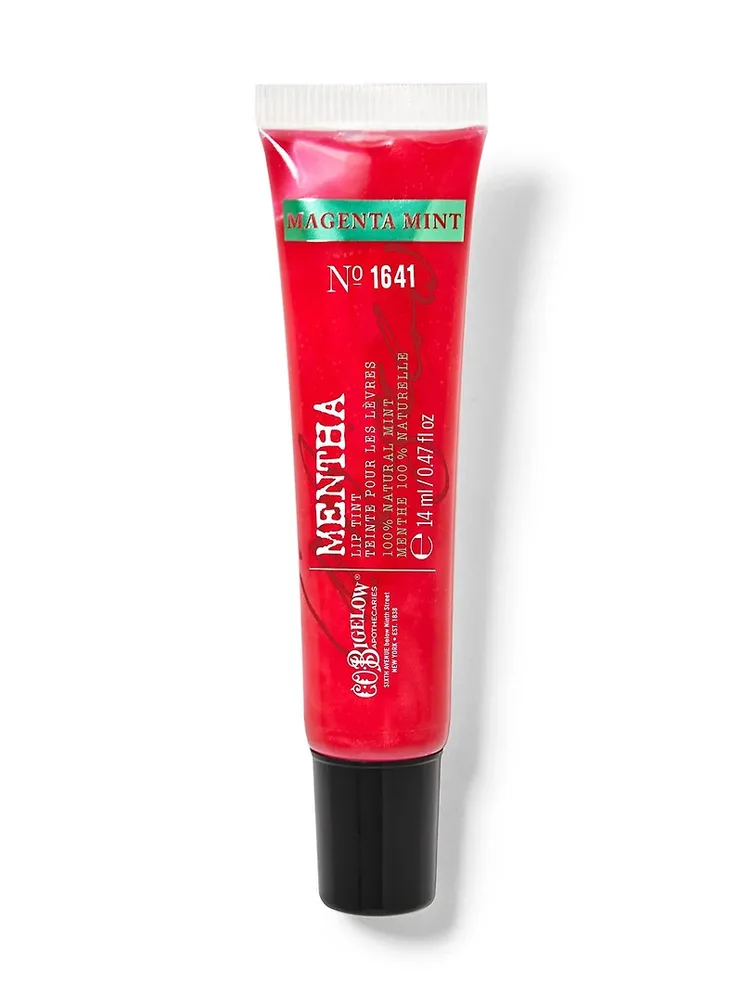 MAGENTA MINT
Nº 1641
MENTHA
LIP TINT
TEINTE POUR LES LÈVRES
100% NATURAL MINT
MENTHE 100 % NATURELLE
℮ 14 ml / 0.47 fl oz
C.O. BIGELOW®
APOTHECARIES
SIXTH AVENUE below Ninth Street
NEW YORK • EST. 1838